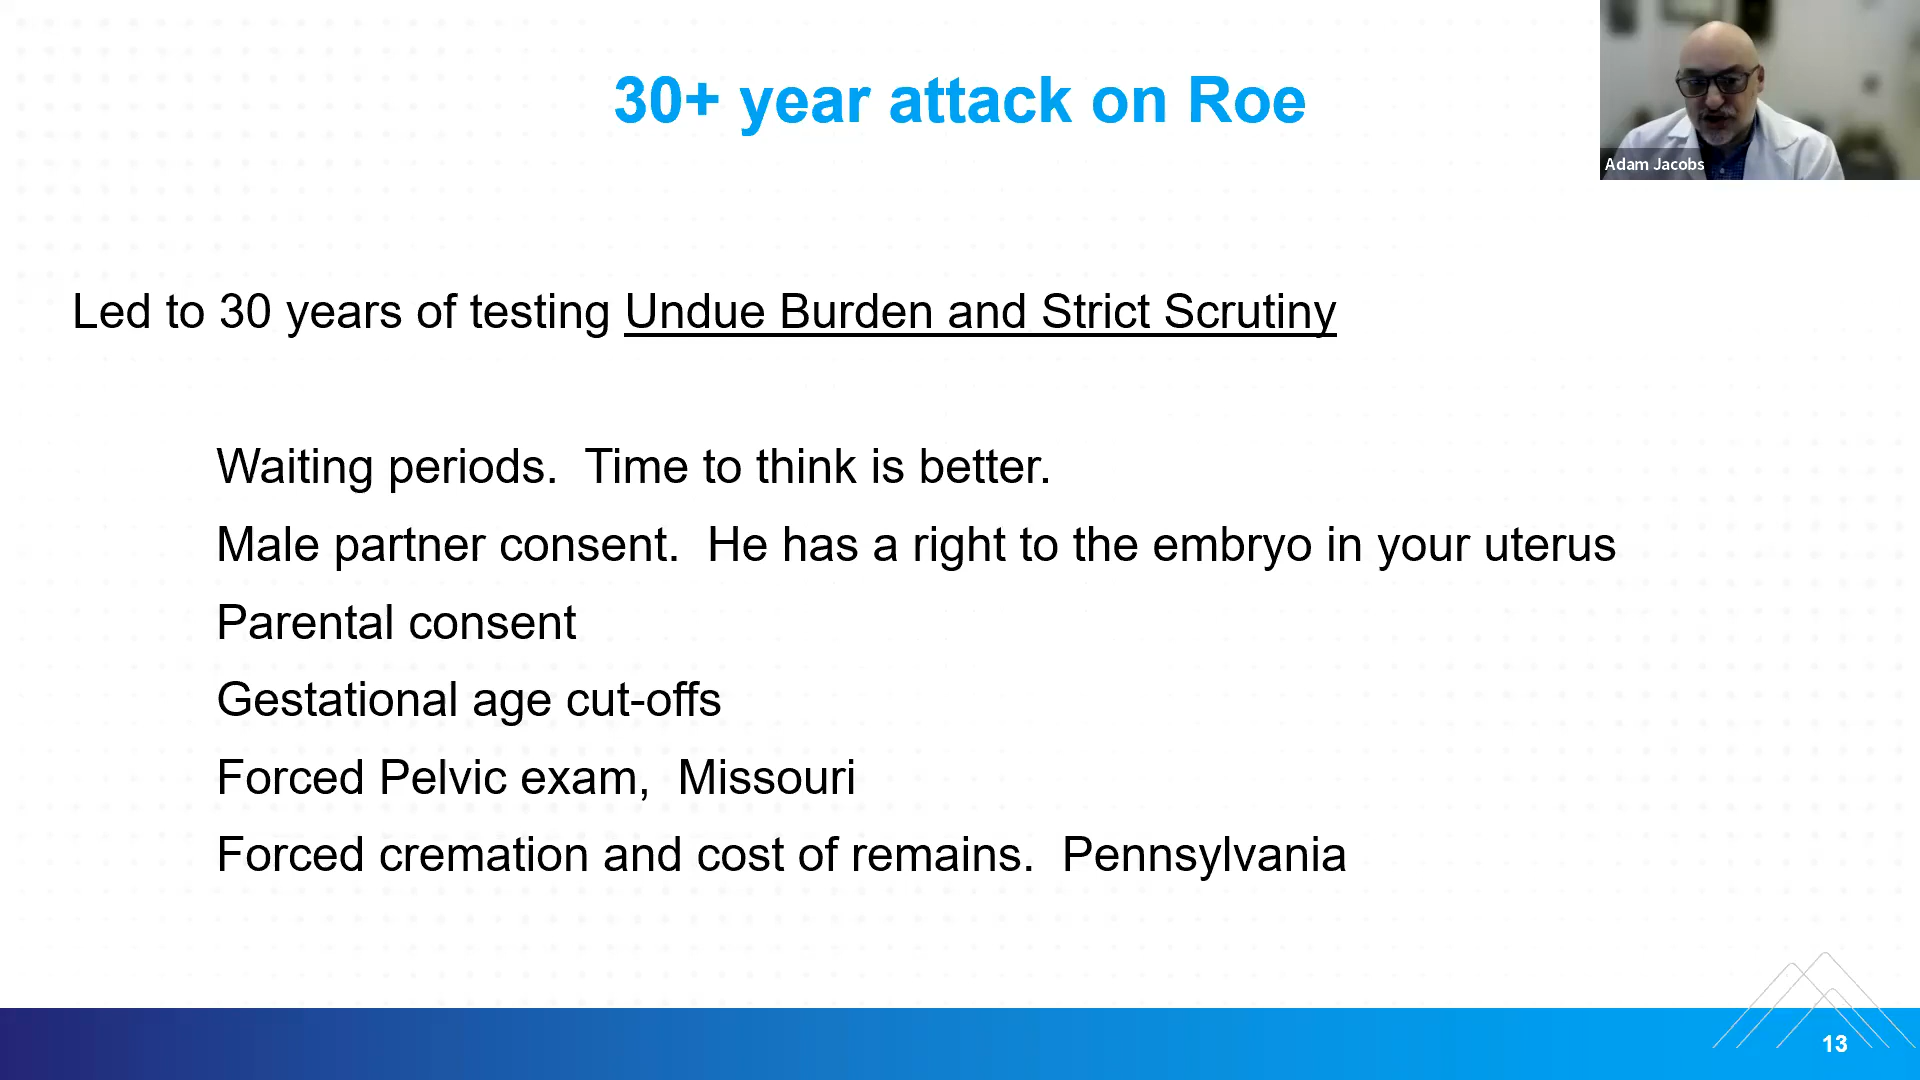 30+ year attack on Roe
Adam Jacobs
Led to 30 years of testing Undue Burden and Strict Scrutiny
Waiting periods.  Time to think is better.
Male partner consent.  He has a right to the embryo in your uterus
Parental consent
Gestational age cut-offs
Forced Pelvic exam,  Missouri
Forced cremation and cost of remains.  Pennsylvania
13